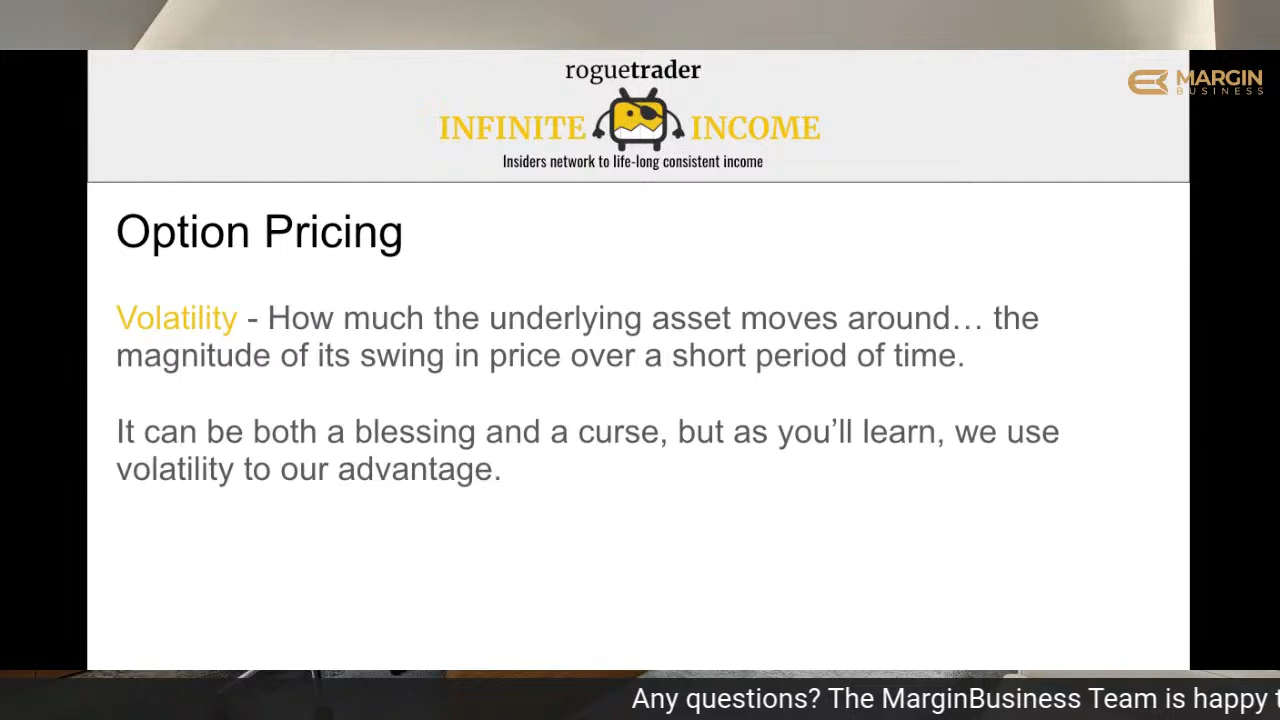 roguetrader
INFINITE INCOME
Insiders network to life-long consistent income
MARGIN
BUSINESS
Option Pricing
Volatility - How much the underlying asset moves around… the
magnitude of its swing in price over a short period of time.
It can be both a blessing and a curse, but as you’ll learn, we use
volatility to our advantage.
Any questions? The MarginBusiness Team is happy